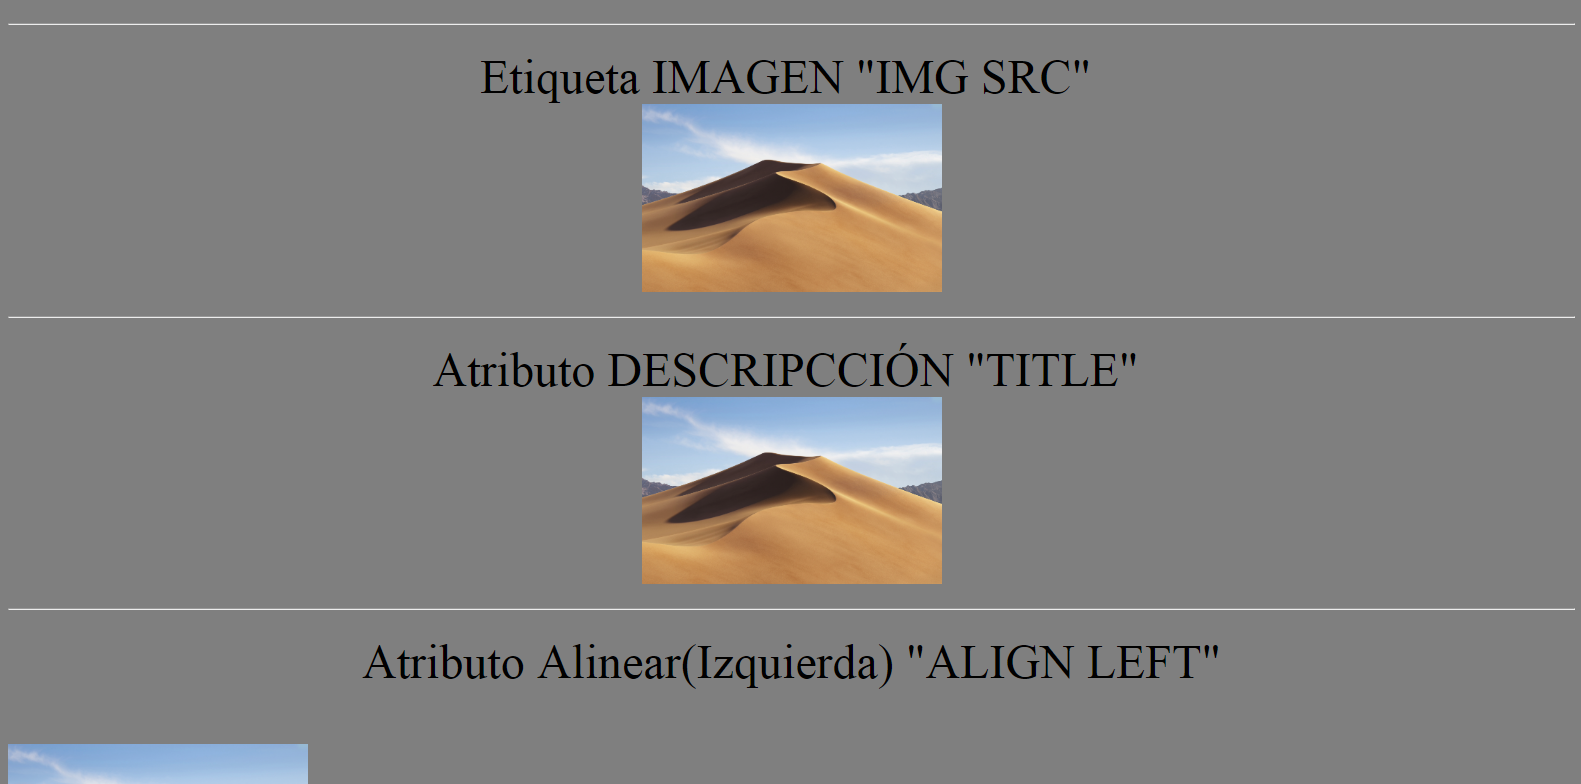 Etiqueta IMAGEN "IMG SRC"
Atributo DESCRIPCCIÓN "TITLE"
Atributo Alinear(Izquierda) "ALIGN LEFT"